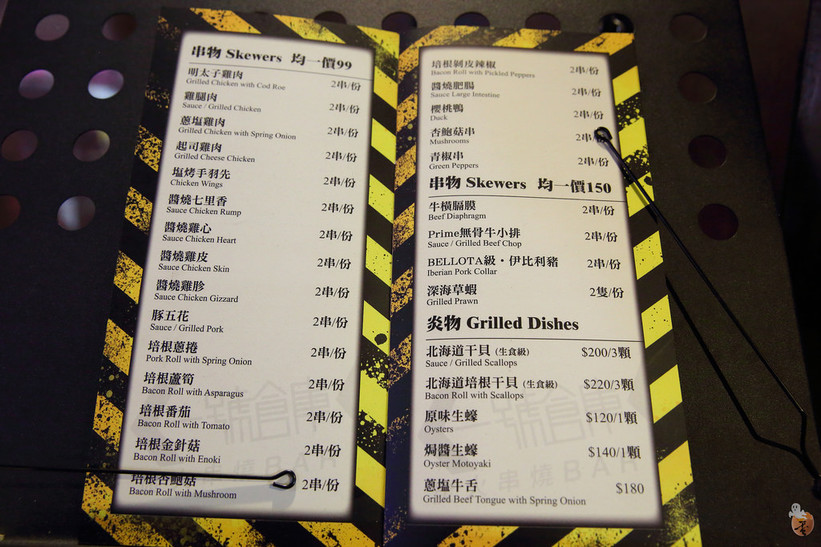 串物 Skewers 均一價99
明太子雞肉 2串/份
Grilled Chicken with Cod Roe
雞腿肉 2串/份
Sauce / Grilled Chicken
蔥塩雞肉 2串/份
Grilled Chicken with Spring Onion
起司雞肉 2串/份
Grilled Cheese Chicken
塩烤手羽先 2串/份
Chicken Wings
醬燒七里香 2串/份
Sauce Chicken Rump
醬燒雞心 2串/份
Sauce Chicken Heart
醬燒雞皮 2串/份
Sauce Chicken Skin
醬燒雞胗 2串/份
Sauce Chicken Gizzard
豚五花 2串/份
Sauce / Grilled Pork
培根蔥捲 2串/份
Pork Roll with Spring Onion
培根蘆筍 2串/份
Bacon Roll with Asparagus
培根番茄 2串/份
Bacon Roll with Tomato
培根金針菇 2串/份
Bacon Roll with Enoki
培根杏鮑菇 2串/份
Bacon Roll with Mushroom
培根剝皮辣椒 2串/份
Bacon Roll with Pickled Peppers
醬燒肥腸 2串/份
Sauce Large Intestine
櫻桃鴨 2串/份
Duck
杏鮑菇串 2串/
Mushrooms
青椒串 2串/份
Green Peppers
串物 Skewers 均一價150
牛橫膈膜 2串/份
Beef Diaphragm
Prime無骨牛小排 2串/份
Sauce / Grilled Beef Chop
BELLOTA級・伊比利豬 2串/份
Iberian Pork Collar
深海草蝦 2隻/份
Grilled Prawn
炎物 Grilled Dishes
北海道干貝（生食級） $200/3顆
Sauce / Grilled Scallops
北海道培根干貝（生食級） $220/3顆
Bacon Roll with Scallops
原味生蠔 $120/1顆
Oysters
焗醬生蠔 $140/1顆
Oyster Motoyaki
蔥塩牛舌 $180
Grilled Beef Tongue with Spring Onion